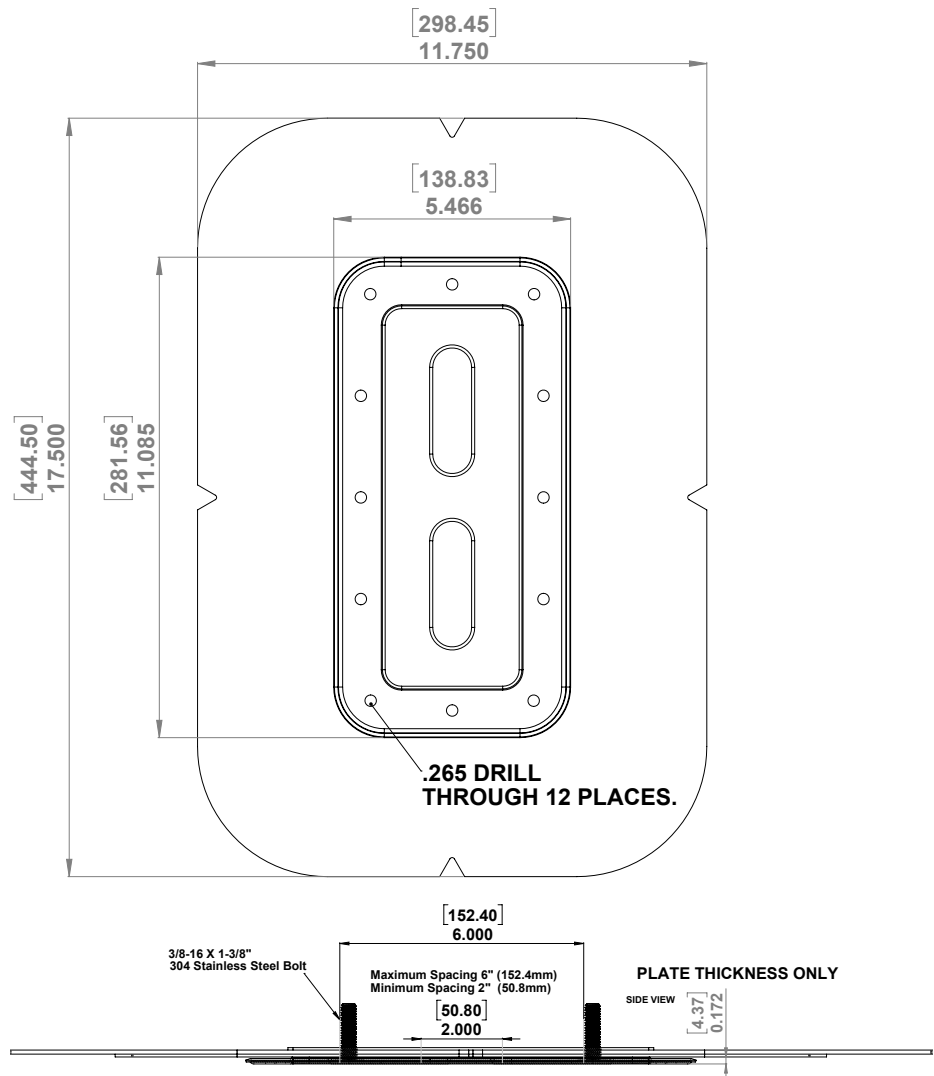 [298.45]
11.750
[138.83]
5.466
[444.50]
17.500
[281.56]
11.085
.265 DRILL
THROUGH 12 PLACES.
[152.40]
6.000
3/8-16 X 1-3/8"
304 Stainless Steel Bolt
Maximum Spacing 6" (152.4mm)
Minimum Spacing 2" (50.8mm)
[50.80]
2.000
PLATE THICKNESS ONLY
SIDE VIEW
[4.37]
0.172